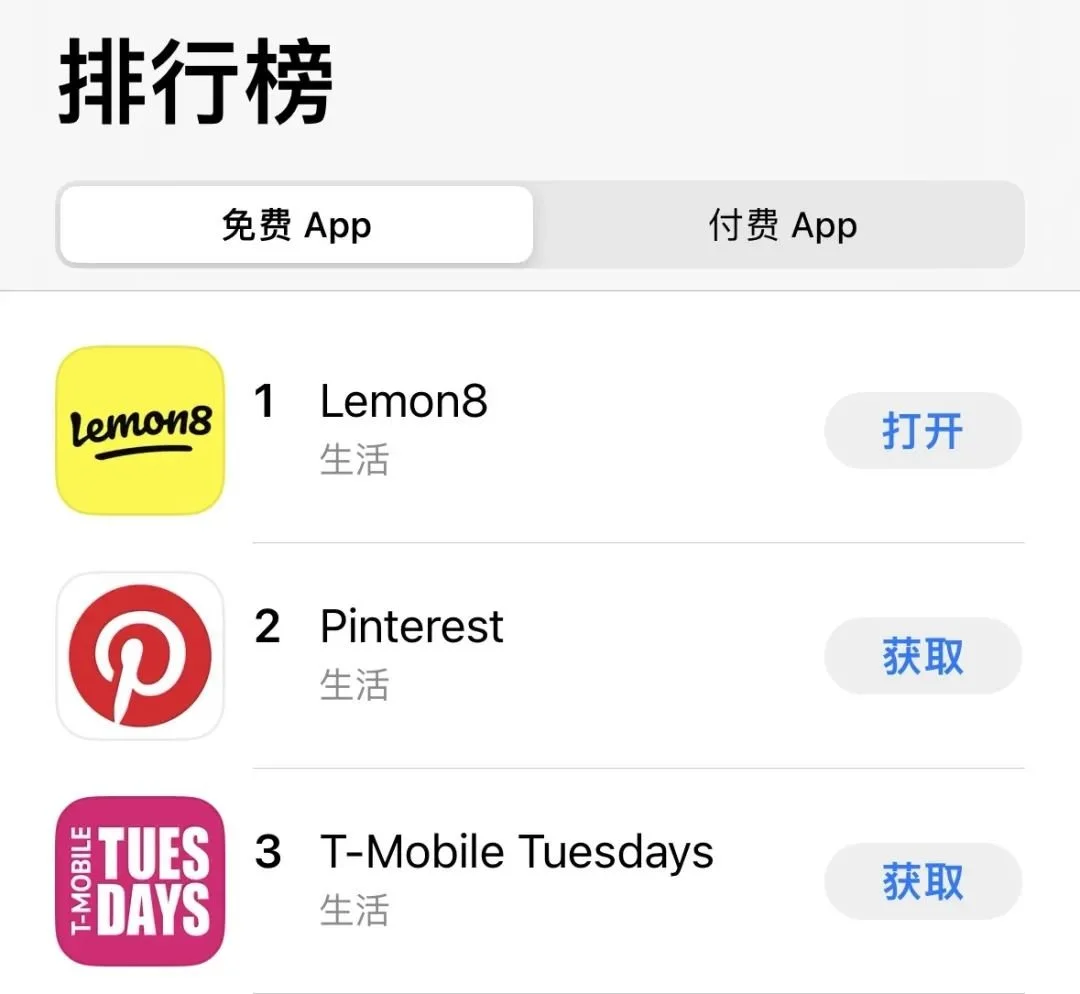 排行榜
免费 App
付费 App
Lemon8
1 Lemon8
生活
打开
2 Pinterest
生活
获取
T-MOBILE
TUES
DAYS
3 T-Mobile Tuesdays
生活
获取